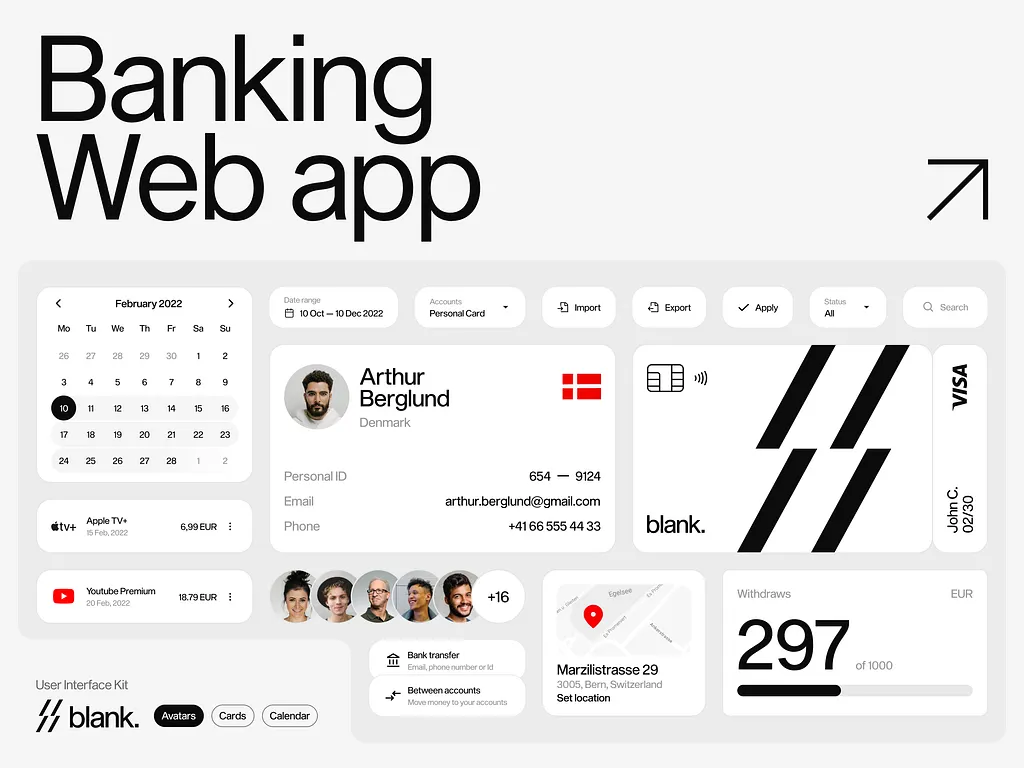 Banking
Web app
February 2022
Mo Tu We Th Fr Sa Su
26 27 28 29 30 1 2
3 4 5 6 7 8 9
10 11 12 13 14 15 16
17 18 19 20 21 22 23
24 25 26 27 28 1 2
Date range
10 Oct — 10 Dec 2022
Accounts
Personal Card
Import
Export
Apply
Status
All
Search
Arthur
Berglund
Denmark
Personal ID 654 — 9124
Email arthur.berglund@gmail.com
Phone +41 66 555 44 33
blank.
VISA
John C.
02/30
tv+
Apple TV+
15 Feb, 2022
6,99 EUR
Youtube Premium
20 Feb, 2022
18.79 EUR
+16
Bank transfer
Email, phone number or Id
Between accounts
Move money to your accounts
Egelsee
Marzilistrasse 29
3005, Bern, Switzerland
Set location
Withdraws EUR
297 of 1000
User Interface Kit
blank.
Avatars
Cards
Calendar